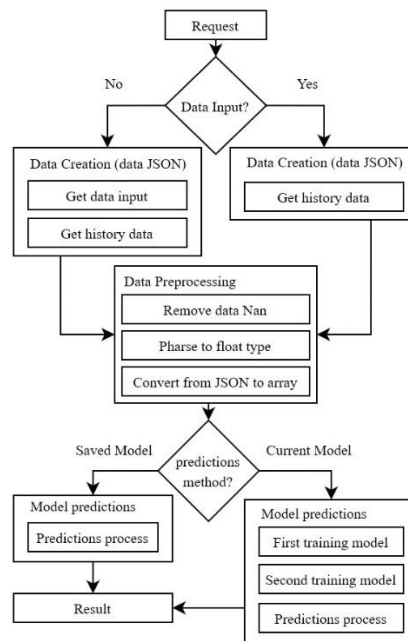 Request
No
Yes
Data Input?
Data Creation (data JSON)
Get data input
Get history data
Data Creation (data JSON)
Get history data
Data Preprocessing
Remove data Nan
Pharse to float type
Convert from JSON to array
Saved Model
Current Model
predictions
method?
Model predictions
Predictions process
Result
Model predictions
First training model
Second training model
Predictions process